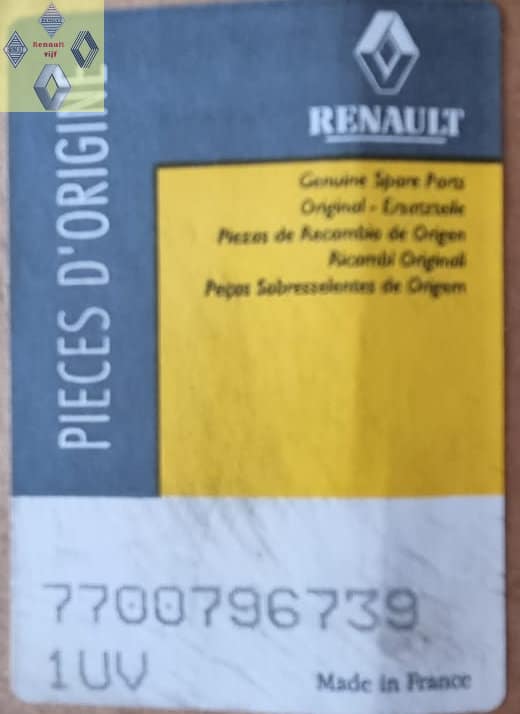 Renault
vijf
PIECES D'ORIGINE
RENAULT
Genuine Spare Parts
Original - Ersatzteile
Piezas de Recambio de Origen
Ricambi Original
Peças Sobresselentes de Origem
7700796739
1UV
Made in France